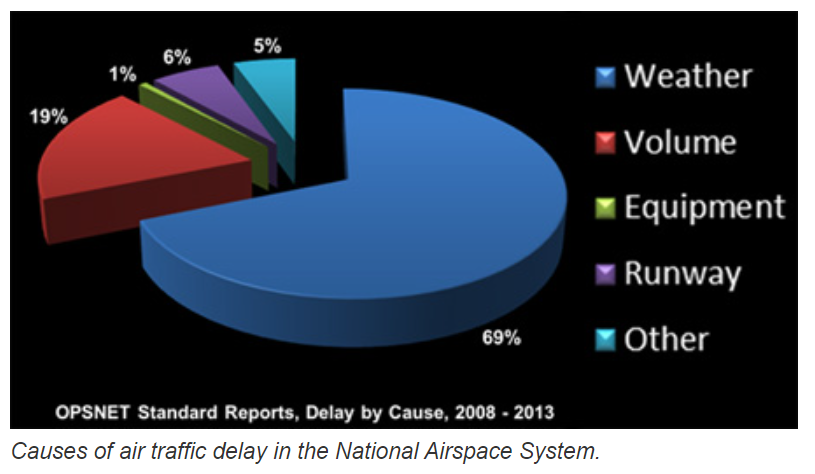 5%
6%
1%
19%
69%
Weather
Volume
Equipment
Runway
Other
OPSNET Standard Reports, Delay by Cause, 2008 - 2013
Causes of air traffic delay in the National Airspace System.